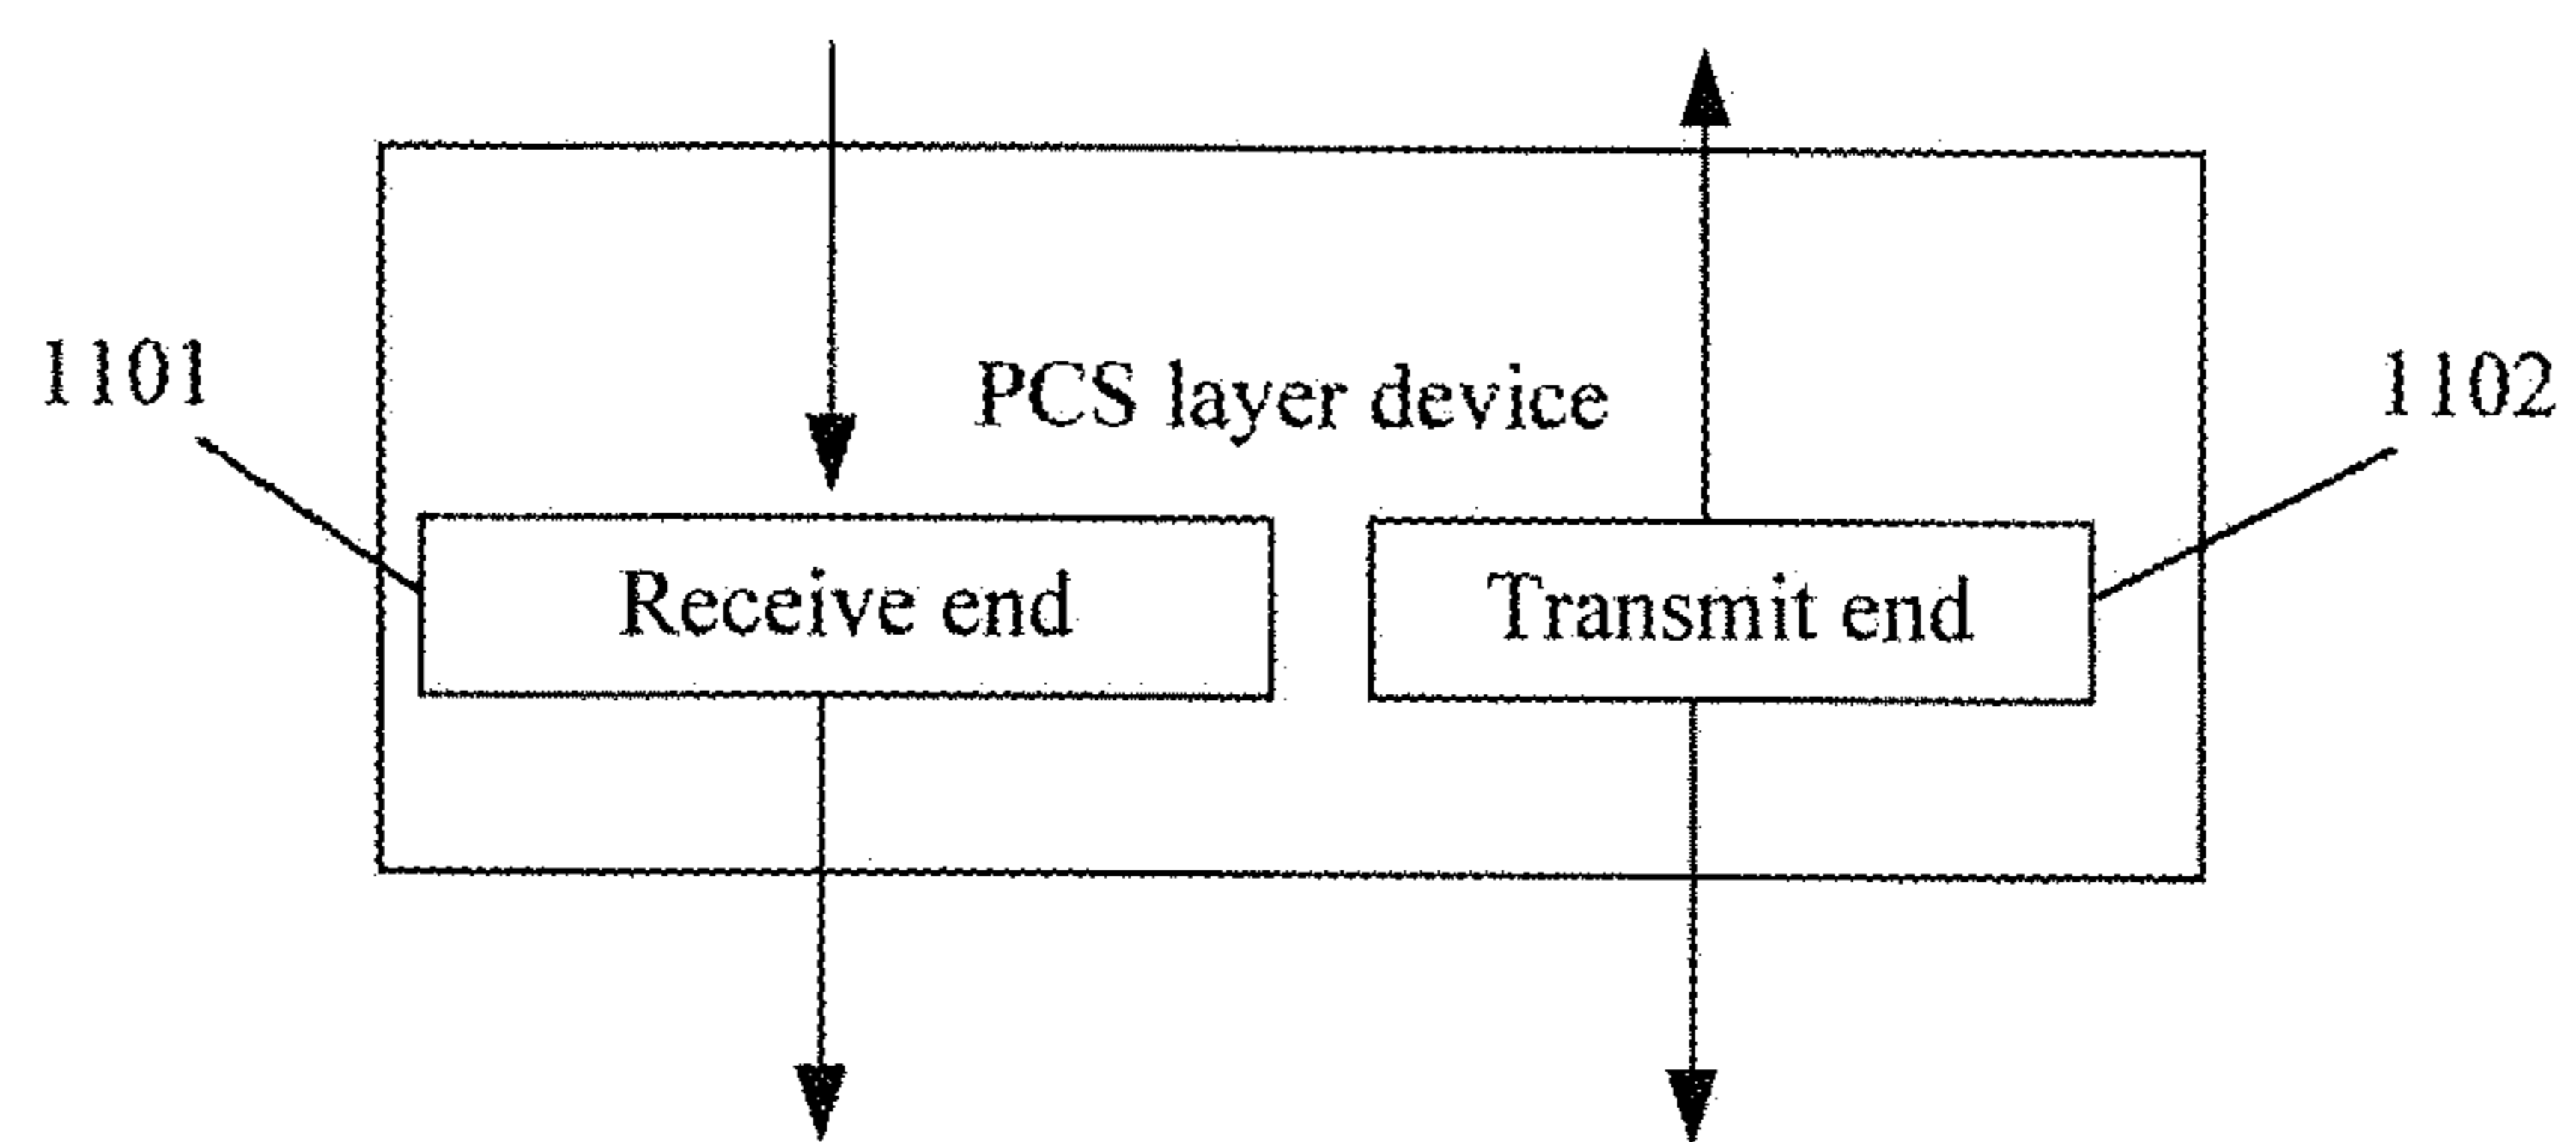 1101
PCS layer device
1102
Receive end
Transmit end